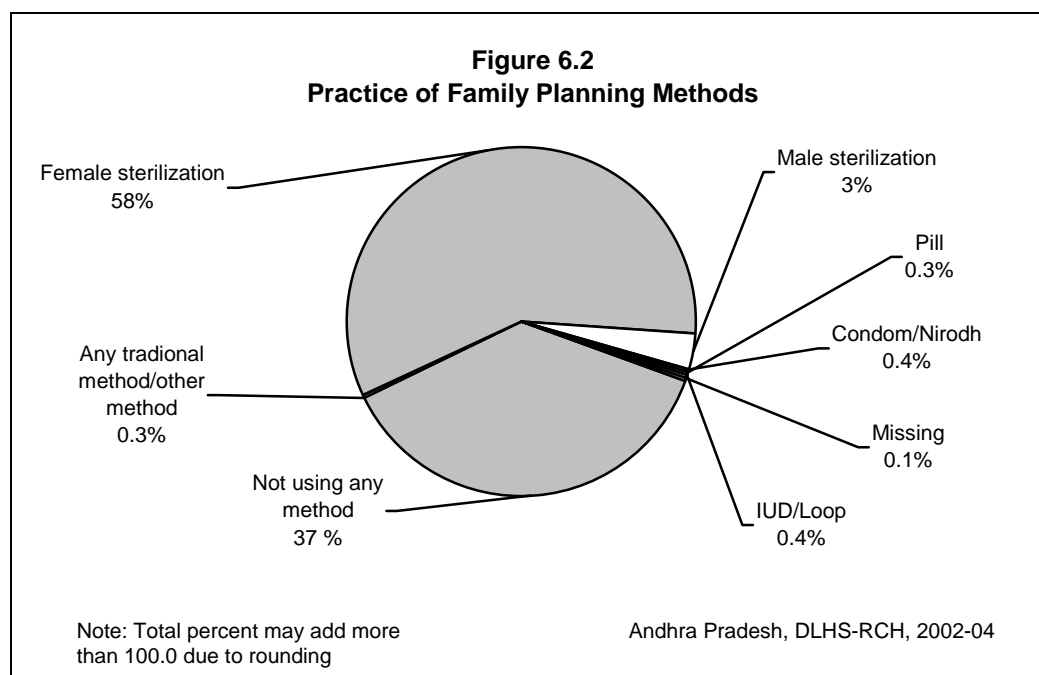 Figure 6.2
Practice of Family Planning Methods
Female sterilization
58%
Male sterilization
3%
Pill
0.3%
Condom/Nirodh
0.4%
Any tradional
method/other
method
0.3%
Missing
0.1%
Not using any
method
37 %
IUD/Loop
0.4%
Note: Total percent may add more
than 100.0 due to rounding
Andhra Pradesh, DLHS-RCH, 2002-04